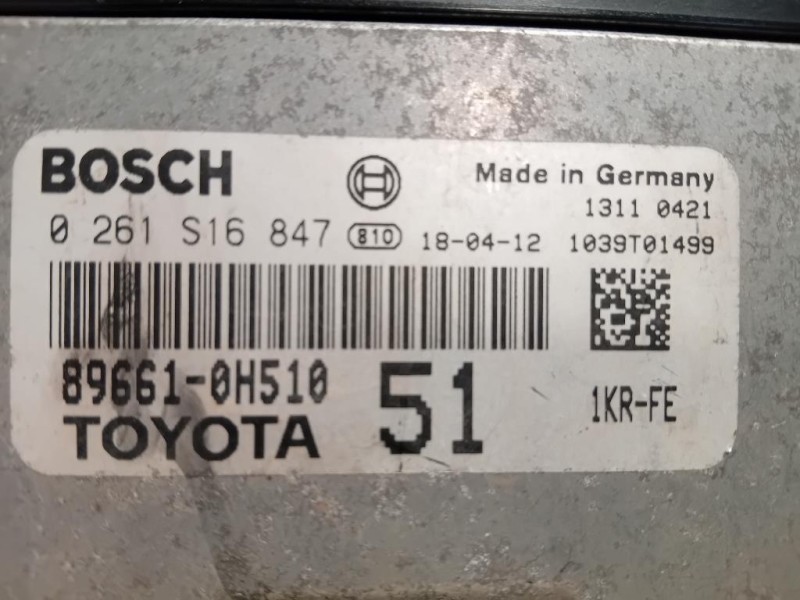 BOSCH
Made in Germany
1311 0421
0 261 S16 847 810 18-04-12 1039T01499
89661-0H510 51 1KR-FE
TOYOTA